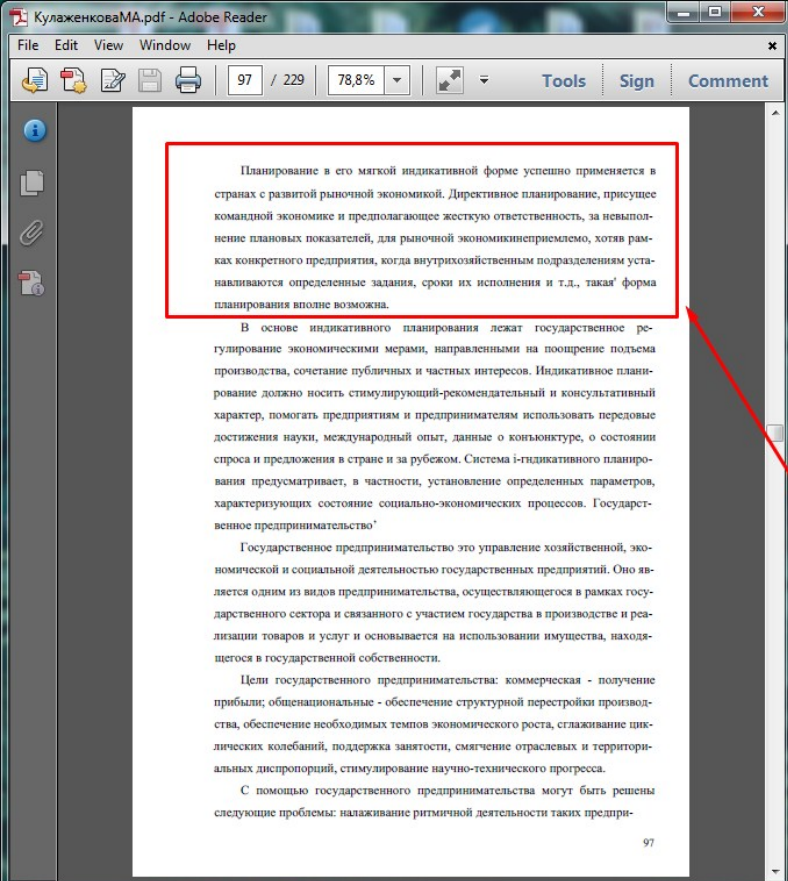 КулаженковаМА.pdf - Adobe Reader
File Edit View Window Help
97 / 229 78,8% Tools Sign Comment
Планирование в его мягкой индикативной форме успешно применяется в
странах с развитой рыночной экономикой. Директивное планирование, присущее
командной экономике и предполагающее жесткую ответственность, за невыпол-
нение плановых показателей, для рыночной экономикинеприемлемо, хотяв рам-
ках конкретного предприятия, когда внутрихозяйственным подразделениям уста-
навливаются определенные задания, сроки их исполнения и т.д., такая' форма
планирования вполне возможна.
В основе индикативного планирования лежат государственное ре-
гулирование экономическими мерами, направленными на поощрение подъема
производства, сочетание публичных и частных интересов. Индикативное плани-
рование должно носить стимулирующий-рекомендательный и консультативный
характер, помогать предприятиям и предпринимателям использовать передовые
достижения науки, международный опыт, данные о конъюнктуре, о состоянии
спроса и предложения в стране и за рубежом. Система i-гндикативного планиро-
вания предусматривает, в частности, установление определенных параметров,
характеризующих состояние социально-экономических процессов. Государст-
венное предпринимательство’
Государственное предпринимательство это управление хозяйственной, эко-
номической и социальной деятельностью государственных предприятий. Оно яв-
ляется одним из видов предпринимательства, осуществляющегося в рамках госу-
дарственного сектора и связанного с участием государства в производстве и реа-
лизации товаров и услуг и основывается на использовании имущества, находя-
щегося в государственной собственности.
Цели государственного предпринимательства: коммерческая - получение
прибыли; общенациональные - обеспечение структурной перестройки производ-
ства, обеспечение необходимых темпов экономического роста, сглаживание цик-
лических колебаний, поддержка занятости, смягчение отраслевых и территори-
альных диспропорций, стимулирование научно-технического прогресса.
С помощью государственного предпринимательства могут быть решены
следующие проблемы: налаживание ритмичной деятельности таких предпри-
97